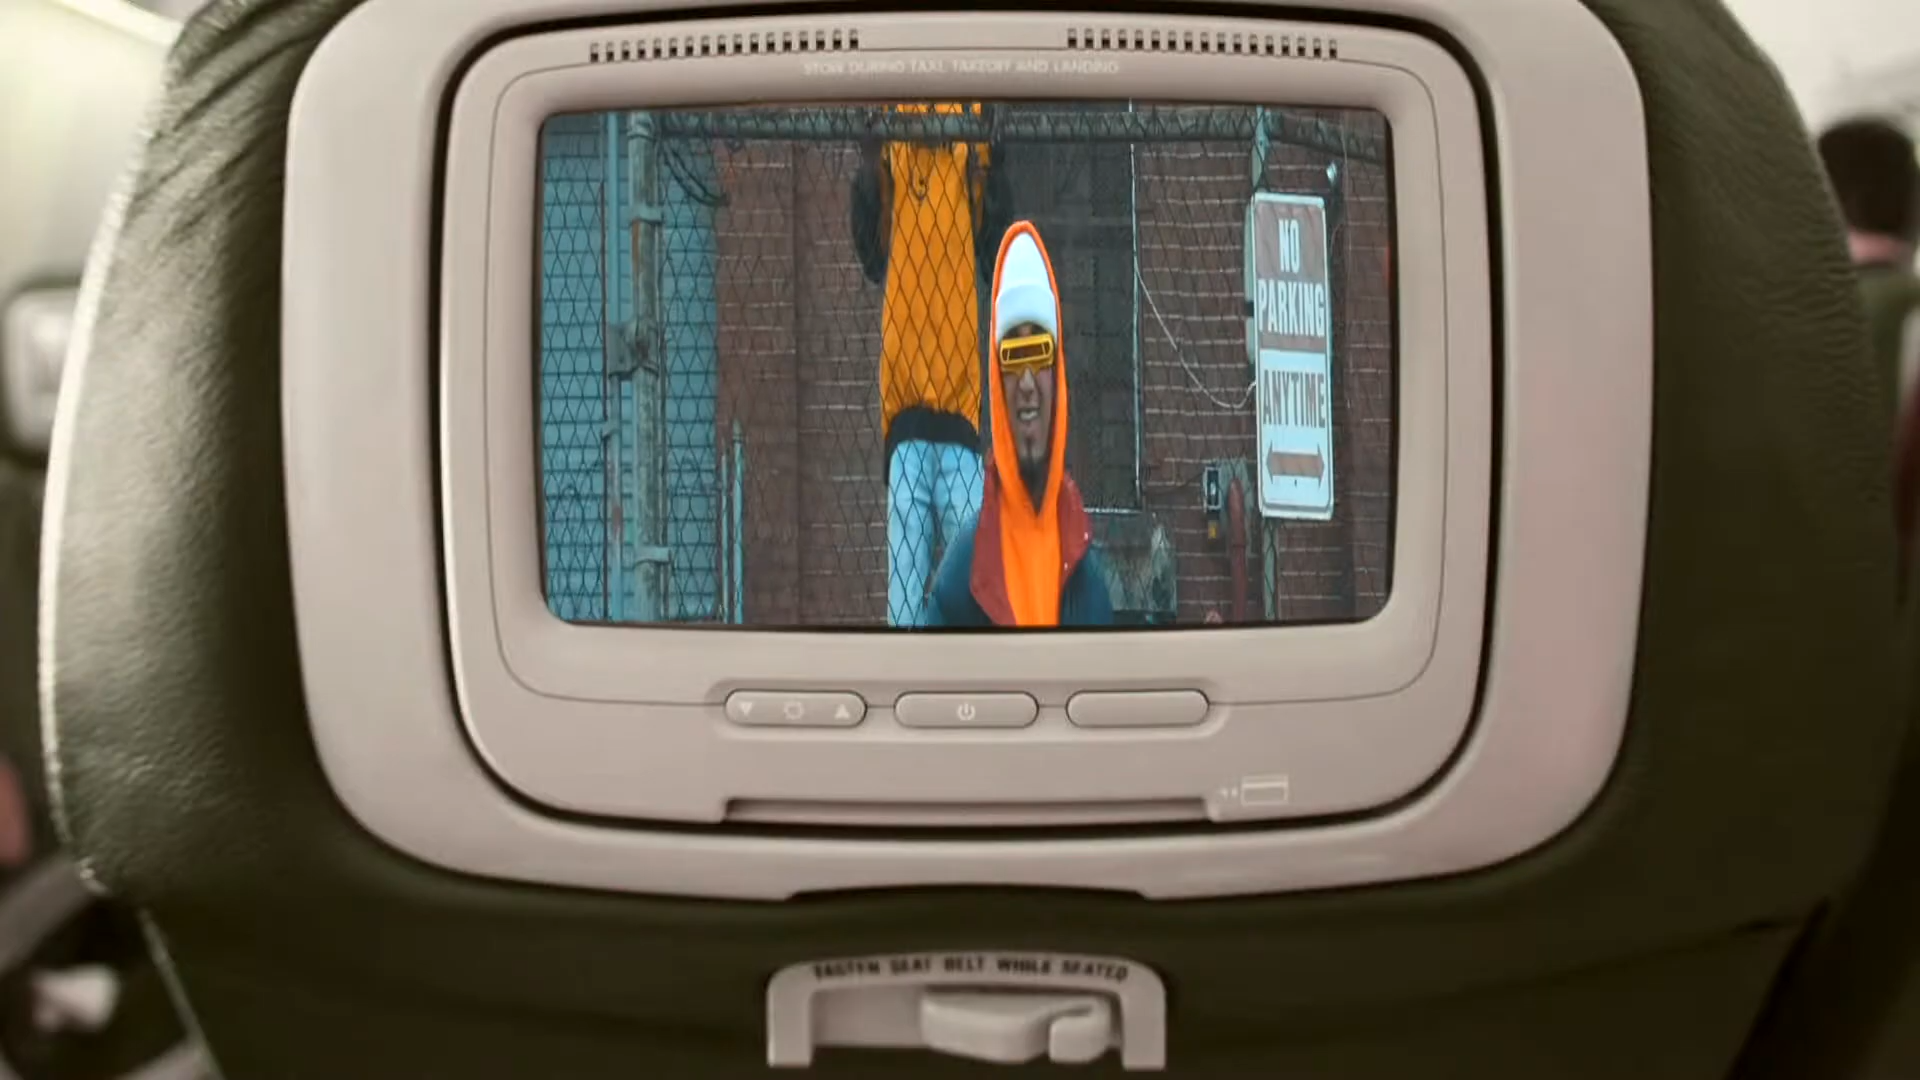 STOW DURING TAXI, TAKEOFF AND LANDING
NO
PARKING
ANYTIME
FASTEN SEAT BELT WHILE SEATED